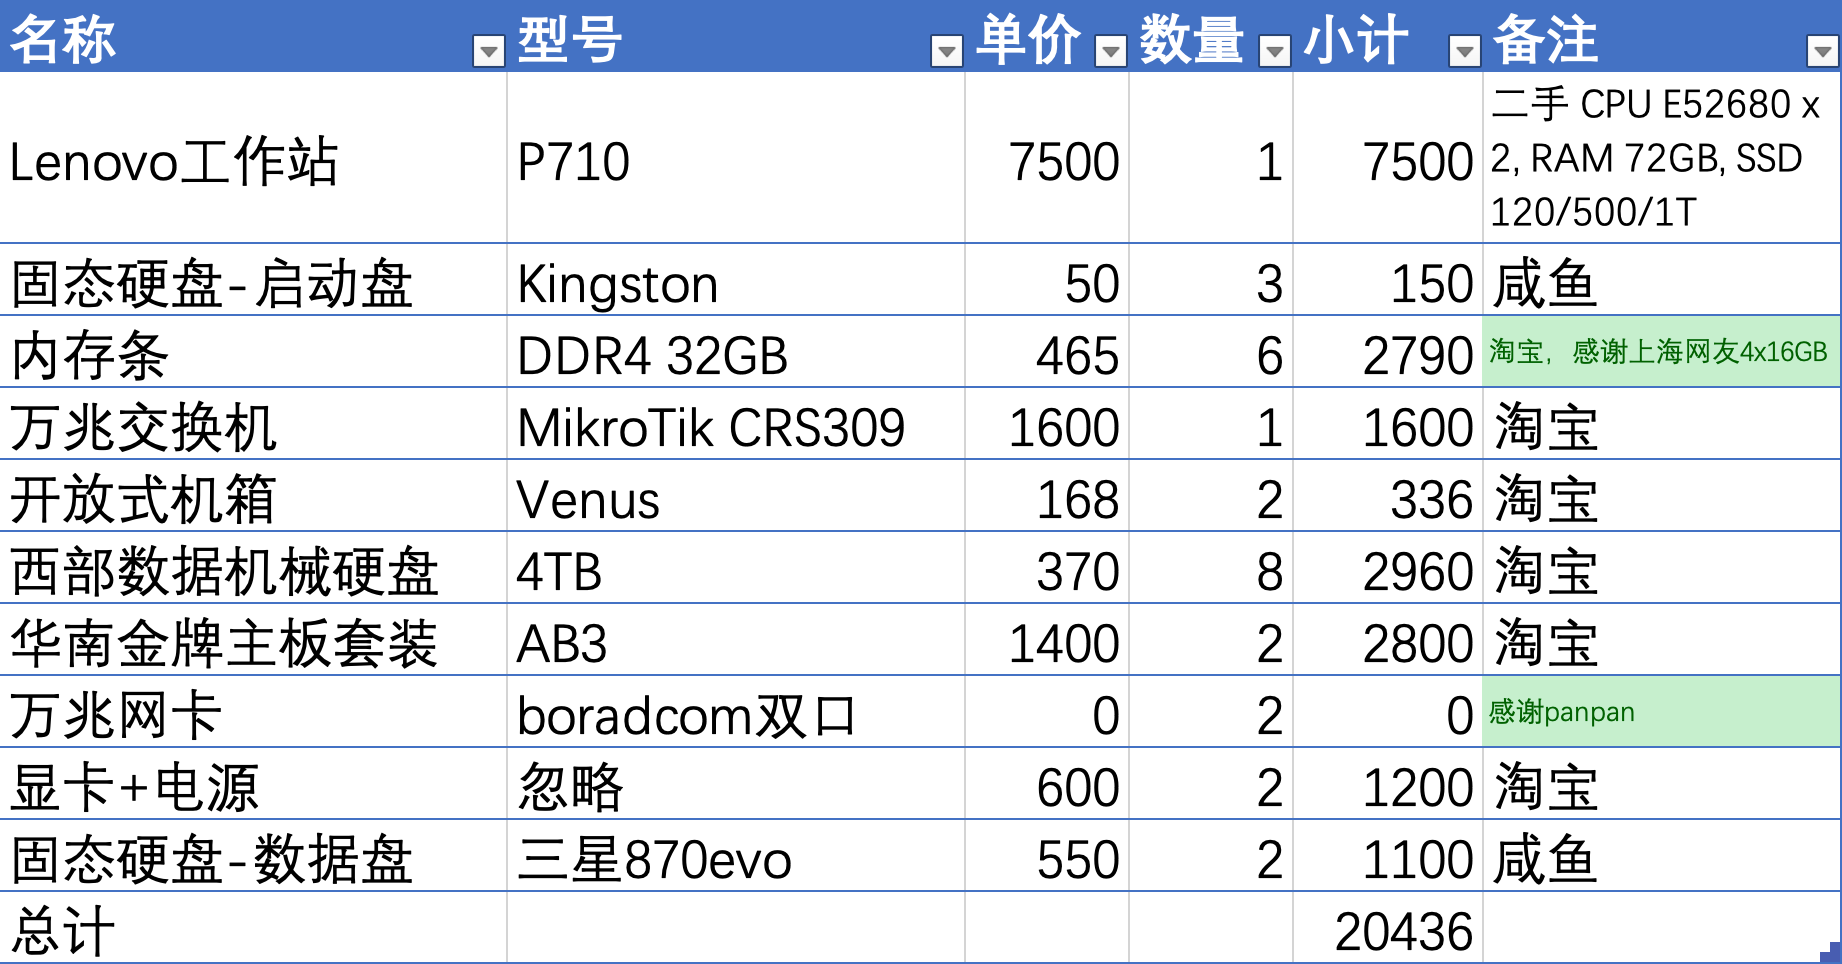 名称 型号 单价 数量 小计 备注
Lenovo工作站 P710 7500 1 7500 二手 CPU E52680 x
2, RAM 72GB, SSD
120/500/1T
固态硬盘-启动盘 Kingston 50 3 150 咸鱼
内存条 DDR4 32GB 465 6 2790 淘宝，感谢上海网友4x16GB
万兆交换机 MikroTik CRS309 1600 1 1600 淘宝
开放式机箱 Venus 168 2 336 淘宝
西部数据机械硬盘 4TB 370 8 2960 淘宝
华南金牌主板套装 AB3 1400 2 2800 淘宝
万兆网卡 boradcom双口 0 2 0 感谢panpan
显卡+电源 忽略 600 2 1200 淘宝
固态硬盘-数据盘 三星870evo 550 2 1100 咸鱼
总计 20436